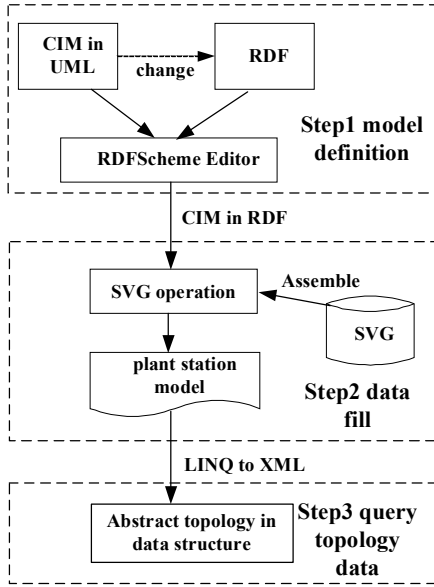 CIM in
UML
change
RDF
RDFScheme Editor
Step1 model
definition
CIM in RDF
SVG operation
Assemble
SVG
plant station
model
Step2 data
fill
LINQ to XML
Abstract topology in
data structure
Step3 query
topology
data